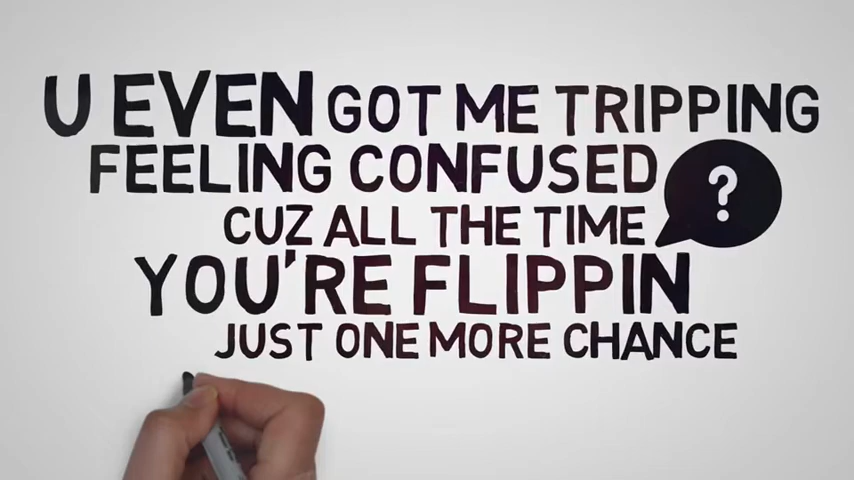 U EVEN GOT ME TRIPPING
FEELING CONFUSED
?
CUZ ALL THE TIME
YOU'RE FLIPPIN
JUST ONE MORE CHANCE